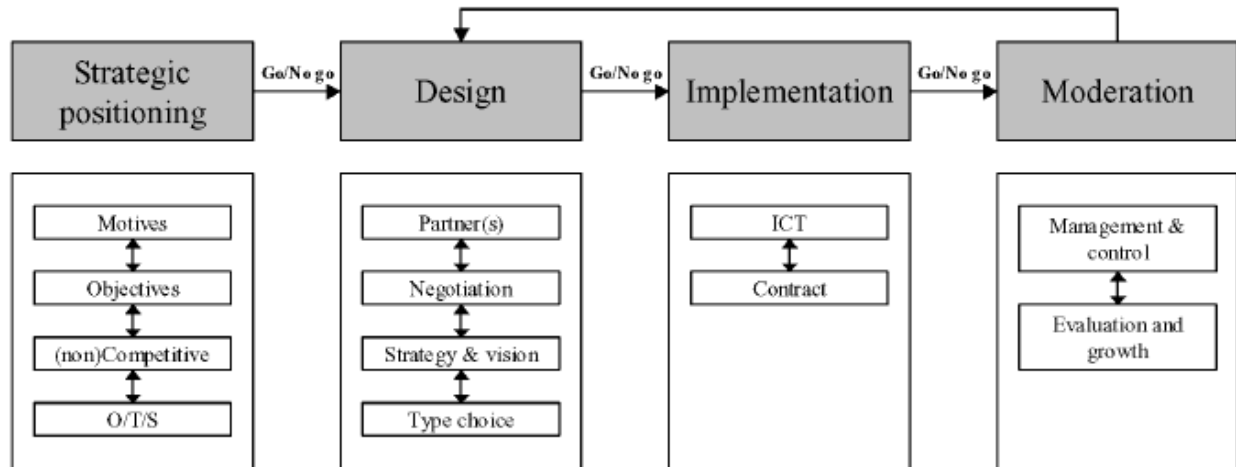 Strategic
positioning
Go/No go
Design
Go/No go
Implementation
Go/No go
Moderation
Motives
Objectives
(non)Competitive
O/T/S
Partner(s)
Negotiation
Strategy & vision
Type choice
ICT
Contract
Management &
control
Evaluation and
growth